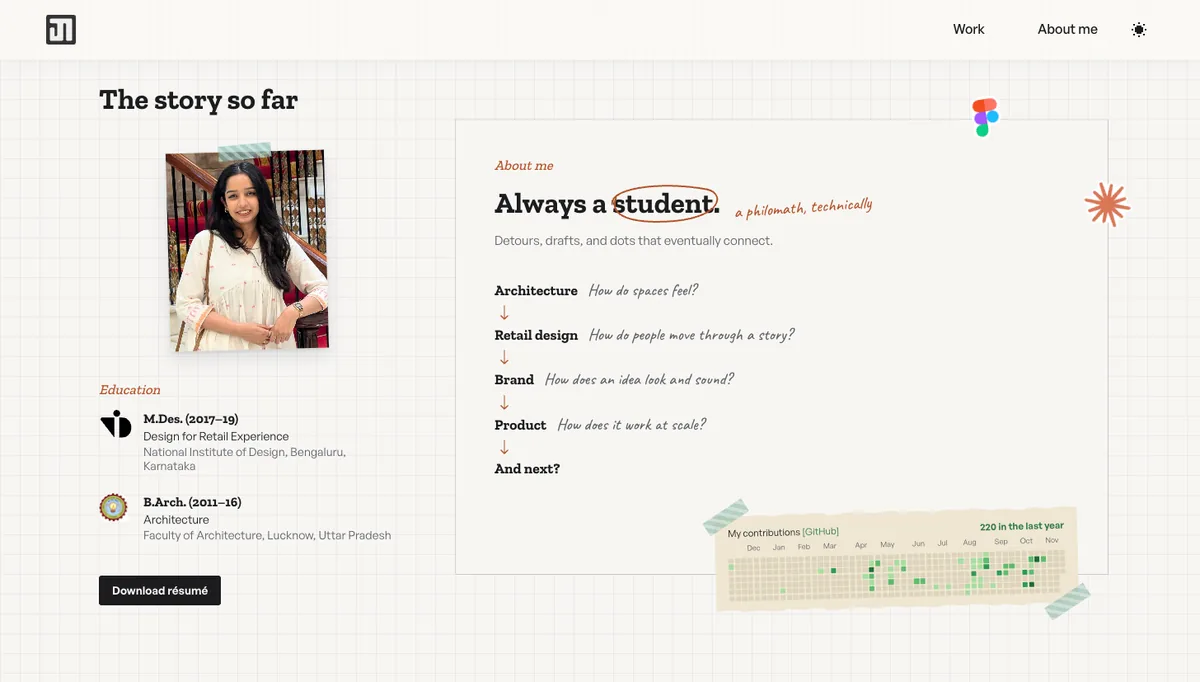 Work
About me
The story so far
About me
Always a student.
a philomath, technically
Detours, drafts, and dots that eventually connect.
Architecture How do spaces feel?
↓
Retail design How do people move through a story?
↓
Brand How does an idea look and sound?
↓
Product How does it work at scale?
↓
And next?
Education
M.Des. (2017–19)
Design for Retail Experience
National Institute of Design, Bengaluru,
Karnataka
B.Arch. (2011–16)
Architecture
Faculty of Architecture, Lucknow, Uttar Pradesh
Download résumé
My contributions [GitHub]
220 in the last year
Dec Jan Feb Mar Apr May Jun Jul Aug Sep Oct Nov